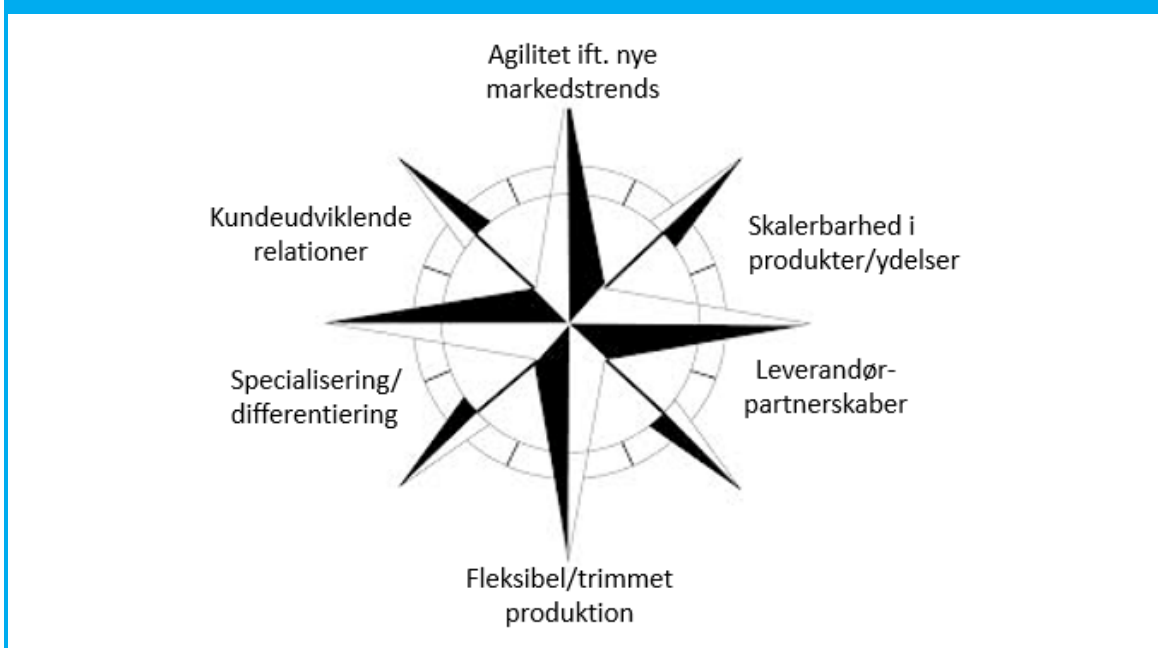 Agilitet ift. nye
markedstrends
Kundeudviklende
relationer
Skalerbarhed i
produkter/ydelser
Specialisering/
differentiering
Leverandør-
partnerskaber
Fleksibel/trimmet
produktion